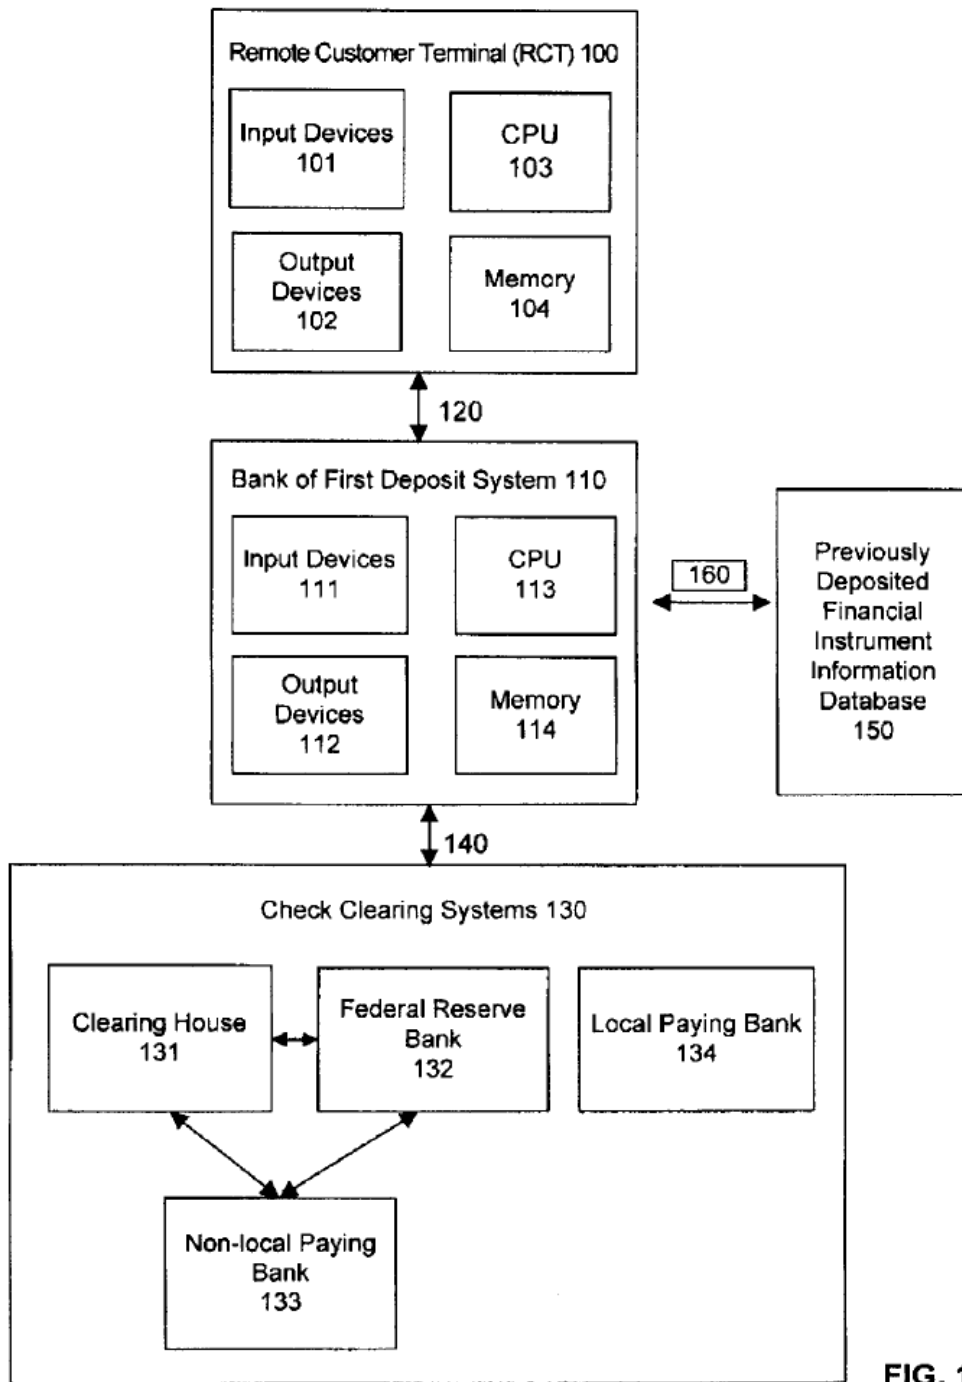 Remote Customer Terminal (RCT) 100
Input Devices
101
CPU
103
Output
Devices
102
Memory
104
120
Bank of First Deposit System 110
Input Devices
111
CPU
113
Output
Devices
112
Memory
114
160
Previously
Deposited
Financial
Instrument
Information
Database
150
140
Check Clearing Systems 130
Clearing House
131
Federal Reserve
Bank
132
Local Paying Bank
134
Non-local Paying
Bank
133
FIG. 1